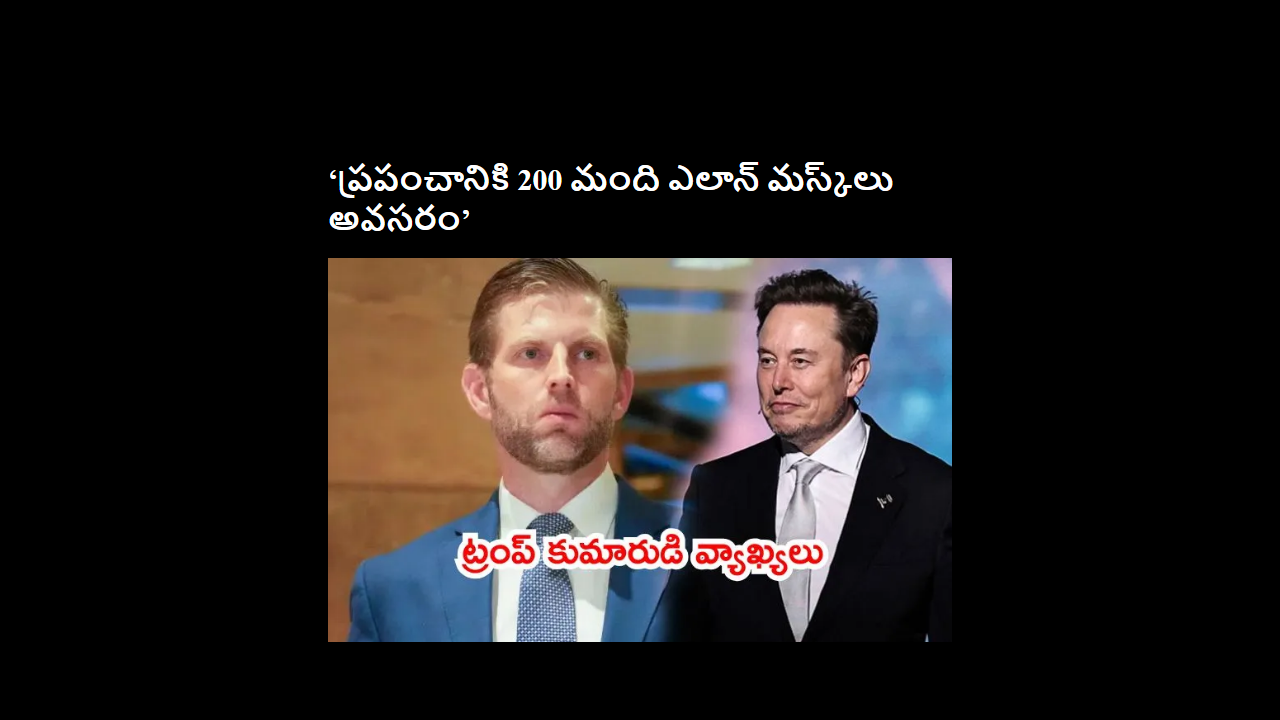 ‘ప్రపంచానికి 200 మంది ఎలాన్ మస్క్‌లు
అవసరం’
ట్రంప్ కుమారుడి వ్యాఖ్యలు